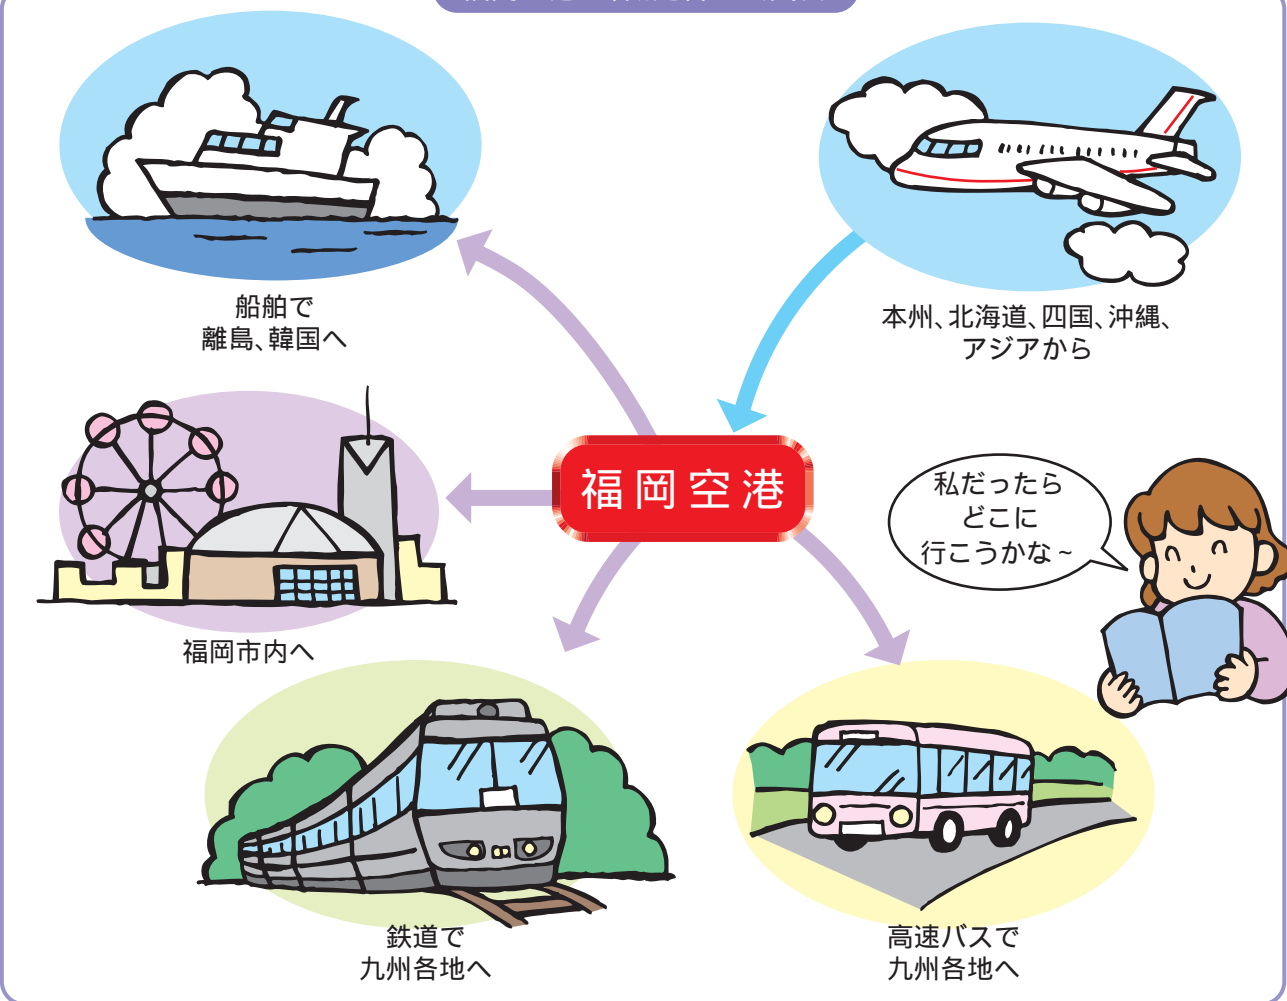 船舶で
離島、韓国へ
本州、北海道、四国、沖縄、
アジアから
福岡空港
私だったら
どこに
行こうかな~
福岡市内へ
鉄道で
九州各地へ
高速バスで
九州各地へ